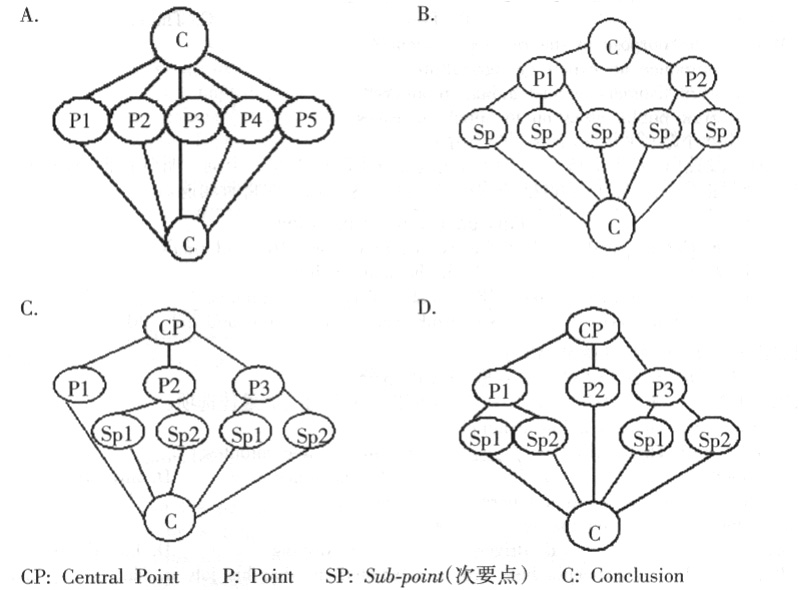 A. B.
C C
P1 P2 P3 P4 P5 P1 P2
Sp Sp Sp Sp Sp
C C
C. D.
CP CP
P1 P2 P3 P1 P2 P3
Sp1 Sp2 Sp1 Sp2 Sp1 Sp2 Sp1 Sp2
C C
CP: Central Point P: Point SP: Sub-point(次要点) C: Conclusion